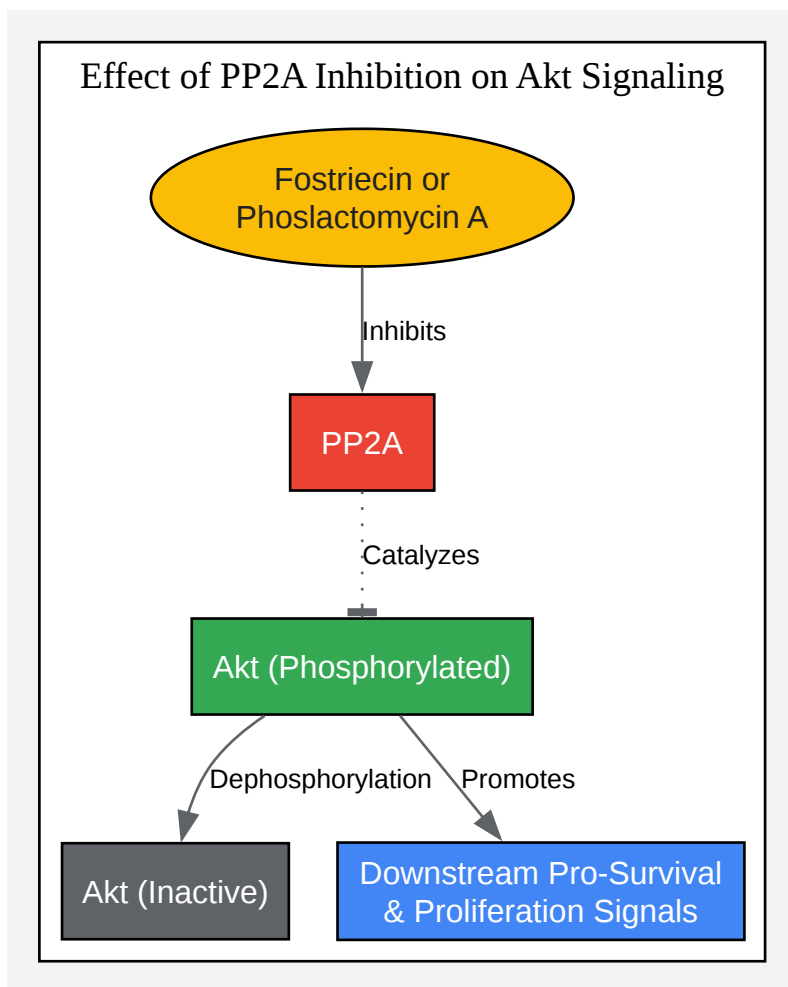 Effect of PP2A Inhibition on Akt Signaling
Fostriecin or
Phoslactomycin A
Inhibits
PP2A
Catalyzes
Akt (Phosphorylated)
Dephosphorylation
Promotes
Akt (Inactive)
Downstream Pro-Survival
& Proliferation Signals